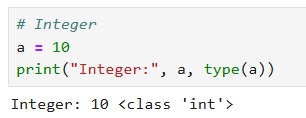 # Integer
a = 10
print("Integer:", a, type(a))
Integer: 10 <class 'int'>